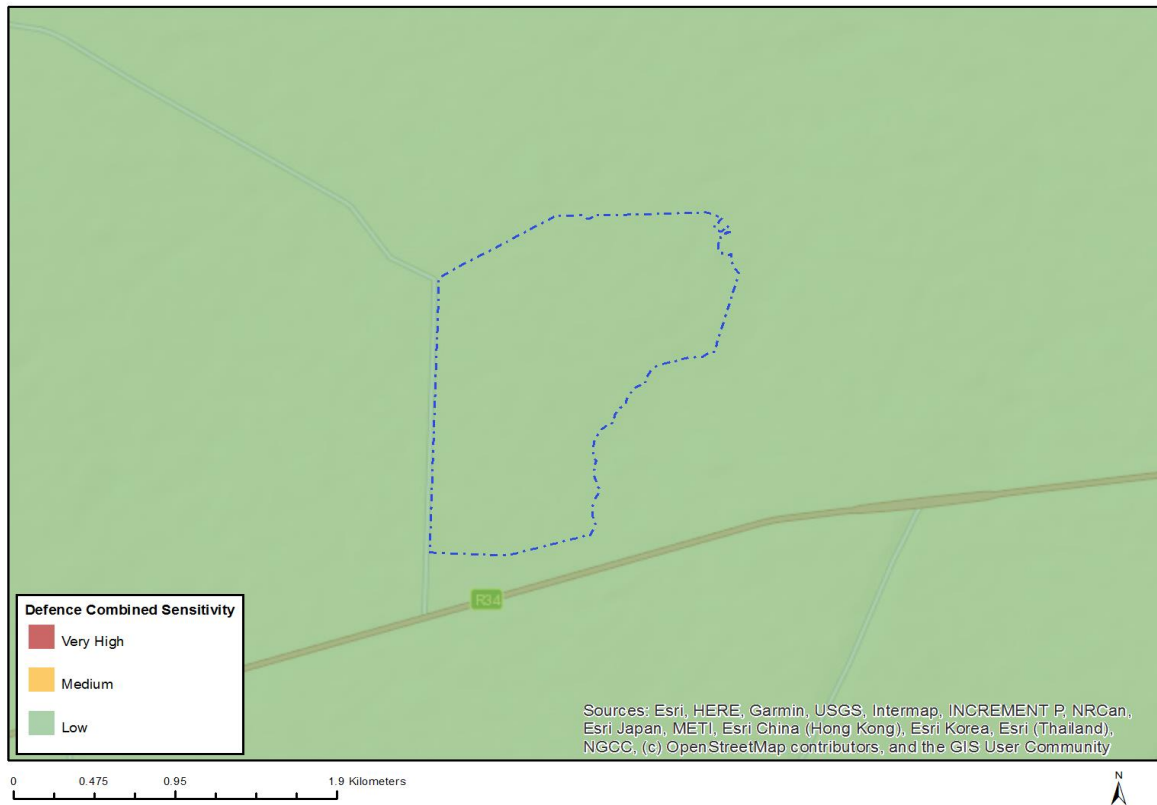 R34
Defence Combined Sensitivity
Very High
Medium
Low
Sources: Esri, HERE, Garmin, USGS, Intermap, INCREMENT P, NRCan,
Esri Japan, METI, Esri China (Hong Kong), Esri Korea, Esri (Thailand),
NGCC, (c) OpenStreetMap contributors, and the GIS User Community
0 0.475 0.95 1.9 Kilometers
N